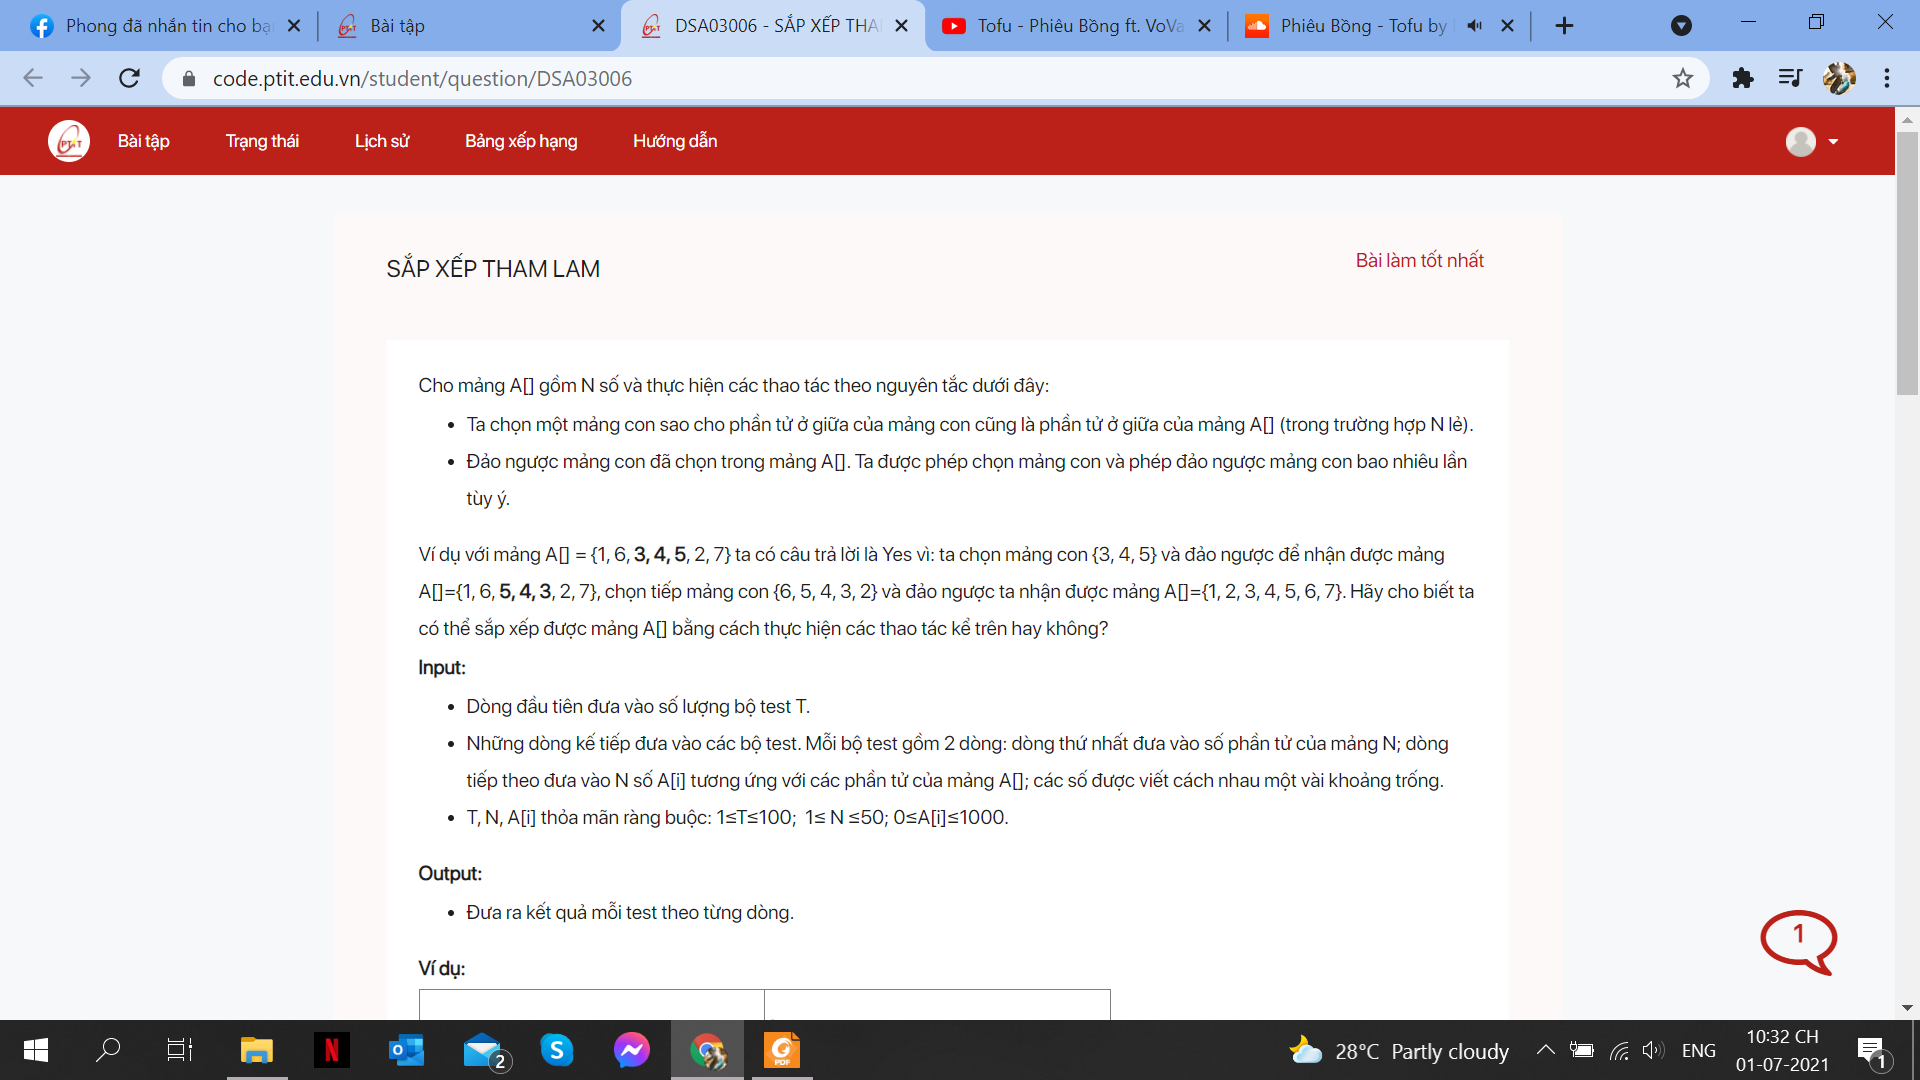 Phong đã nhắn tin cho bạ
Bài tập
DSA03006 - SẮP XẾP THA
Tofu - Phiêu Bồng ft. VoVa
Phiêu Bồng - Tofu by
code.ptit.edu.vn/student/question/DSA03006
PTIT
Bài tập
Trạng thái
Lịch sử
Bảng xếp hạng
Hướng dẫn
SẮP XẾP THAM LAM
Bài làm tốt nhất
Cho mảng A[] gồm N số và thực hiện các thao tác theo nguyên tắc dưới đây:
• Ta chọn một mảng con sao cho phần tử ở giữa của mảng con cũng là phần tử ở giữa của mảng A[] (trong trường hợp N lẻ).
• Đảo ngược mảng con đã chọn trong mảng A[]. Ta được phép chọn mảng con và phép đảo ngược mảng con bao nhiêu lần
tùy ý.
Ví dụ với mảng A[] = {1, 6, 3, 4, 5, 2, 7} ta có câu trả lời là Yes vì: ta chọn mảng con {3, 4, 5} và đảo ngược để nhận được mảng
A[]={1, 6, 5, 4, 3, 2, 7}, chọn tiếp mảng con {6, 5, 4, 3, 2} và đảo ngược ta nhận được mảng A[]={1, 2, 3, 4, 5, 6, 7}. Hãy cho biết ta
có thể sắp xếp được mảng A[] bằng cách thực hiện các thao tác kể trên hay không?
Input:
• Dòng đầu tiên đưa vào số lượng bộ test T.
• Những dòng kế tiếp đưa vào các bộ test. Mỗi bộ test gồm 2 dòng: dòng thứ nhất đưa vào số phần tử của mảng N; dòng
tiếp theo đưa vào N số A[i] tương ứng với các phần tử của mảng A[]; các số được viết cách nhau một vài khoảng trống.
• T, N, A[i] thỏa mãn ràng buộc: 1≤T≤100; 1≤ N ≤50; 0≤A[i]≤1000.
Output:
• Đưa ra kết quả mỗi test theo từng dòng.
Ví dụ:
1
N
2
S
PDF
28°C Partly cloudy
ENG
10:32 CH
01-07-2021
1